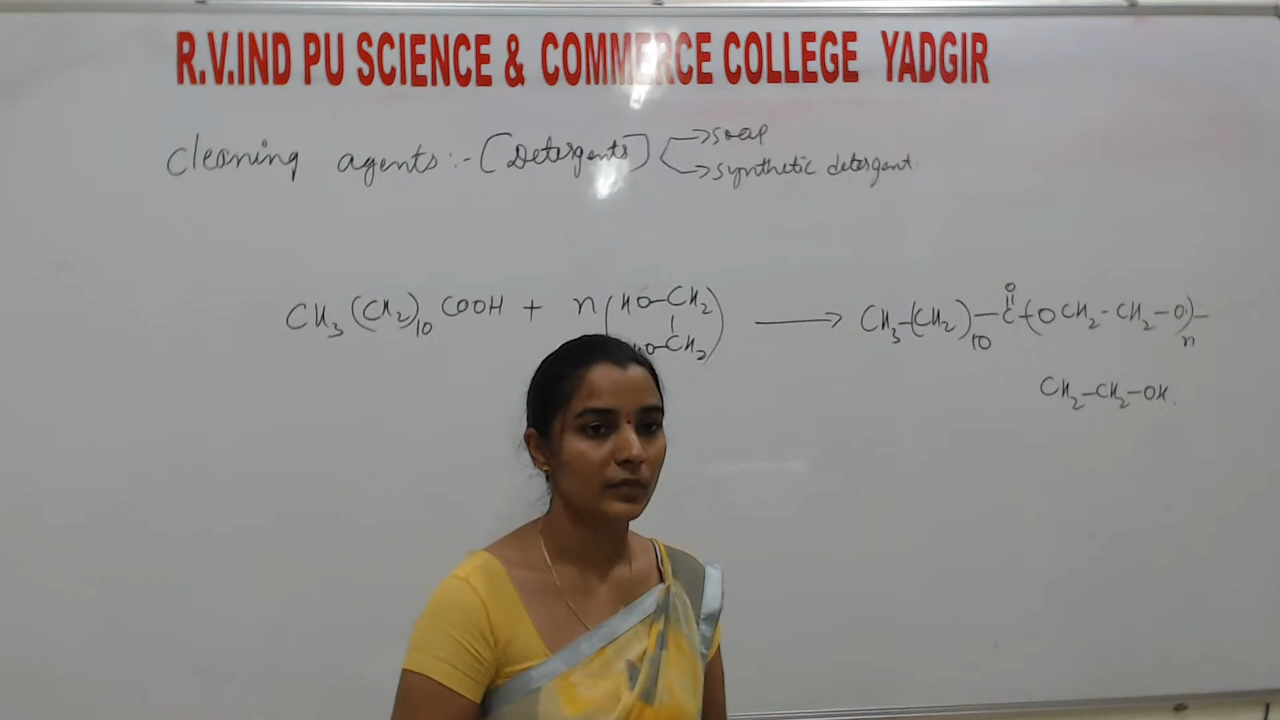 R.V.IND PU SCIENCE & COMMERCE COLLEGE YADGIR
Cleaning agents:- [Detergents] → soap
→ synthetic detergent.
CH3(CH2)10 COOH + n(HO-CH2 ⟶ CH3-(CH2)10-C(O)-(OCH2-CH2-O)n-
HO-CH2)
CH2-CH2-OH.